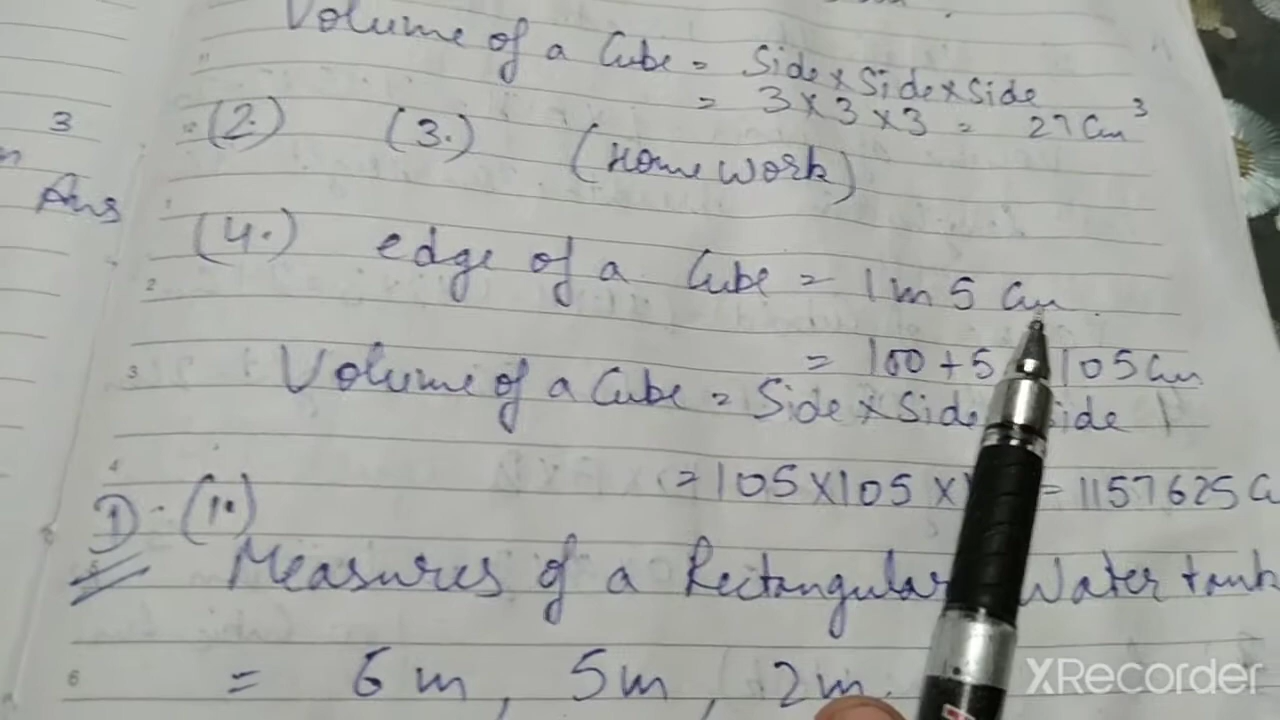 Volume of a Cube = Side × Side × Side
= 3 × 3 × 3 = 27 cm³
3
(2.) (3.) (Home work)
Ans
(4.) edge of a Cube = 1 m 5 cm
= 100 + 5 105 cm
Volume of a Cube = Side × Side Side
= 105 × 105 × = 1157625 c
D. (1.)
Measures of a Rectangular Water tank
= 6 m, 5 m, 2 m.
XRecorder